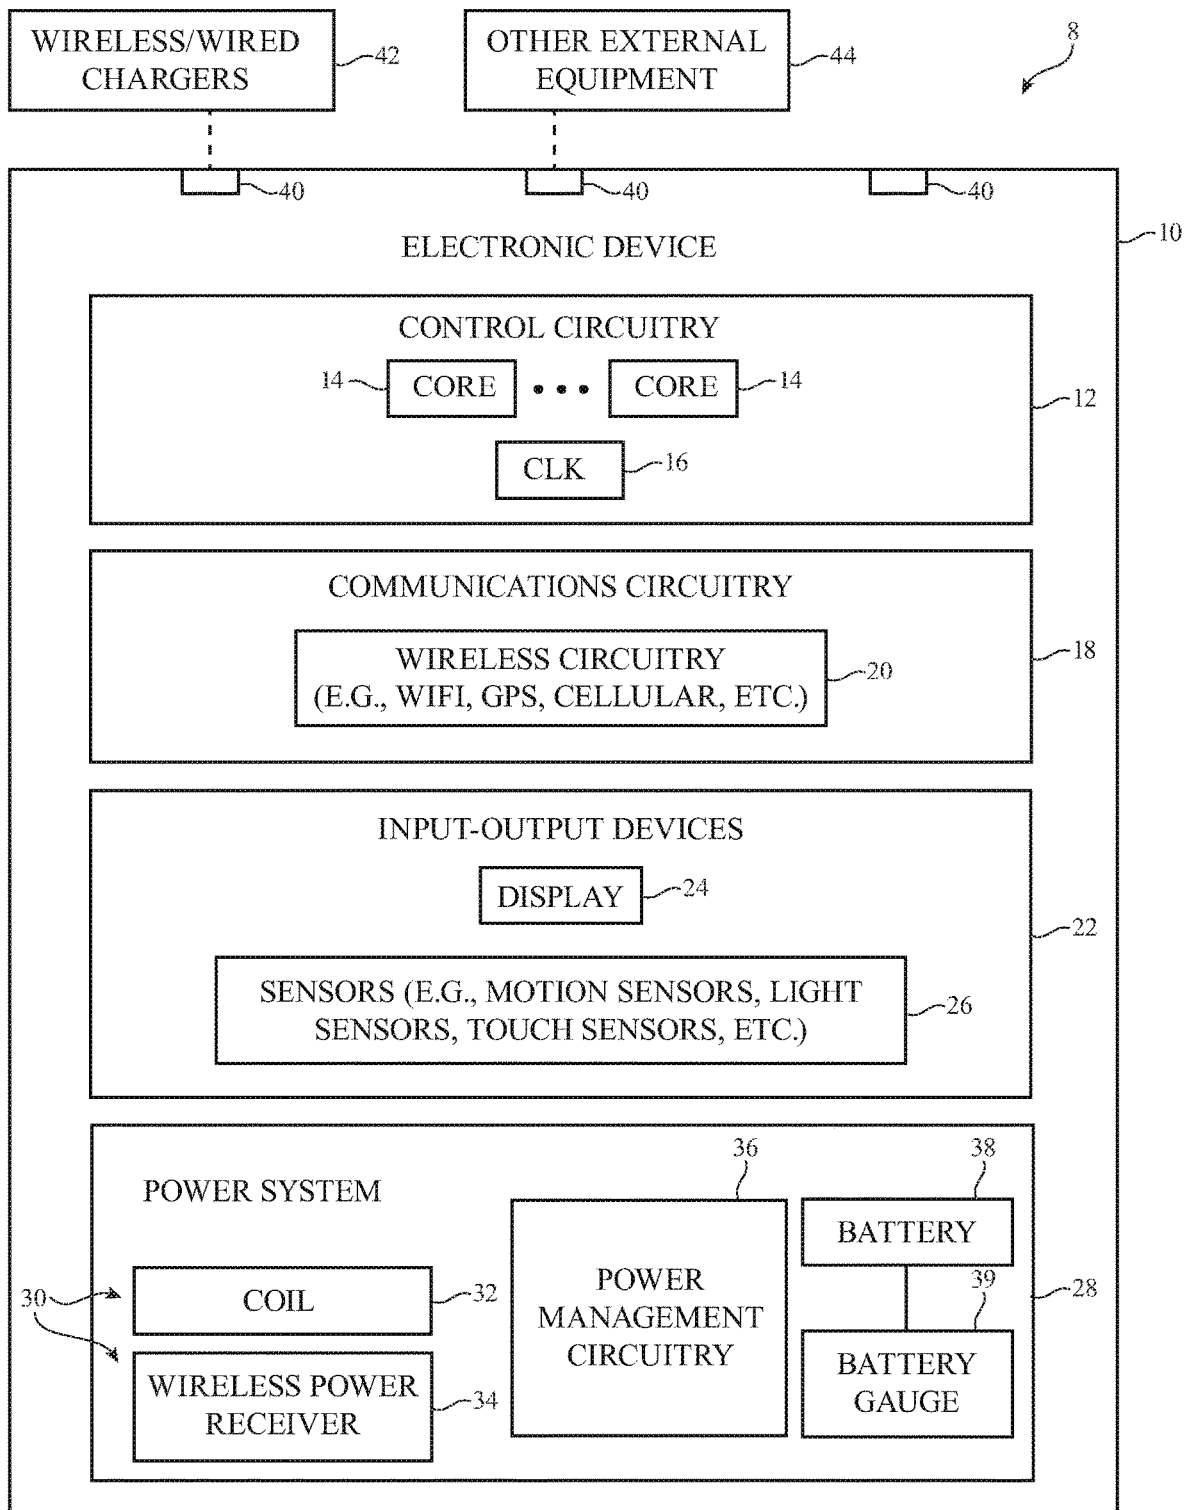 WIRELESS/WIRED
CHARGERS
42
OTHER EXTERNAL
EQUIPMENT
44
8
40
40
40
10
ELECTRONIC DEVICE
CONTROL CIRCUITRY
14
CORE
CORE
14
12
CLK
16
COMMUNICATIONS CIRCUITRY
WIRELESS CIRCUITRY
(E.G., WIFI, GPS, CELLULAR, ETC.)
20
18
INPUT-OUTPUT DEVICES
DISPLAY
24
22
SENSORS (E.G., MOTION SENSORS, LIGHT
SENSORS, TOUCH SENSORS, ETC.)
26
POWER SYSTEM
36
38
BATTERY
30
COIL
32
POWER
MANAGEMENT
CIRCUITRY
39
28
WIRELESS POWER
RECEIVER
34
BATTERY
GAUGE